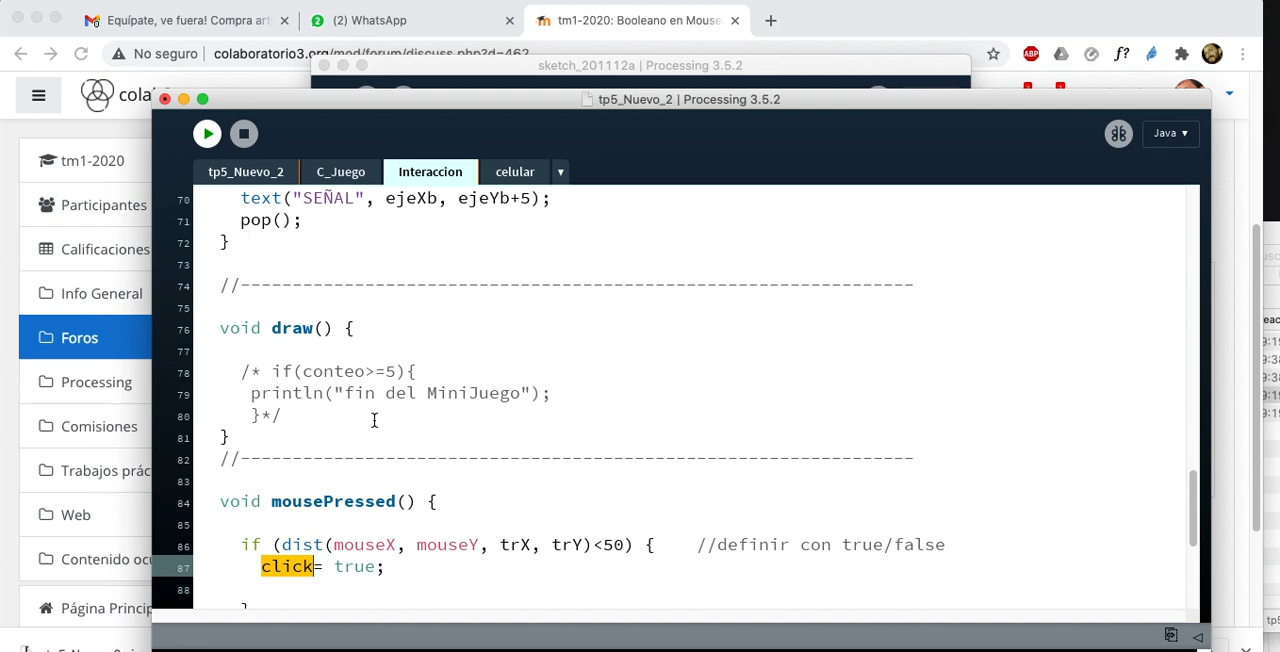 Equípate, ve fuera! Compra art
(2) WhatsApp
tm1-2020: Booleano en Mouse
No seguro
colaboratorio3.org/mod/forum/discuss.php?d=462
ABP
f?
sketch_201112a | Processing 3.5.2
cola
tp5_Nuevo_2 | Processing 3.5.2
Java ▾
tp5_Nuevo_2
C_Juego
Interaccion
celular
▾
tm1-2020
Participantes
Calificaciones
Info General
Foros
Processing
Comisiones
Trabajos prác
Web
Contenido oc
Página Princip
70 text("SEÑAL", ejeXb, ejeYb+5);
71 pop();
72 }
73
74 //-----------------------------------------------------------------
75
76 void draw() {
77
78 /* if(conteo>=5){
79 println("fin del MiniJuego");
80 }*/
81 }
82 //-----------------------------------------------------------------
83
84 void mousePressed() {
85
86 if (dist(mouseX, mouseY, trX, trY)<50) { //definir con true/false
87 click= true;
88